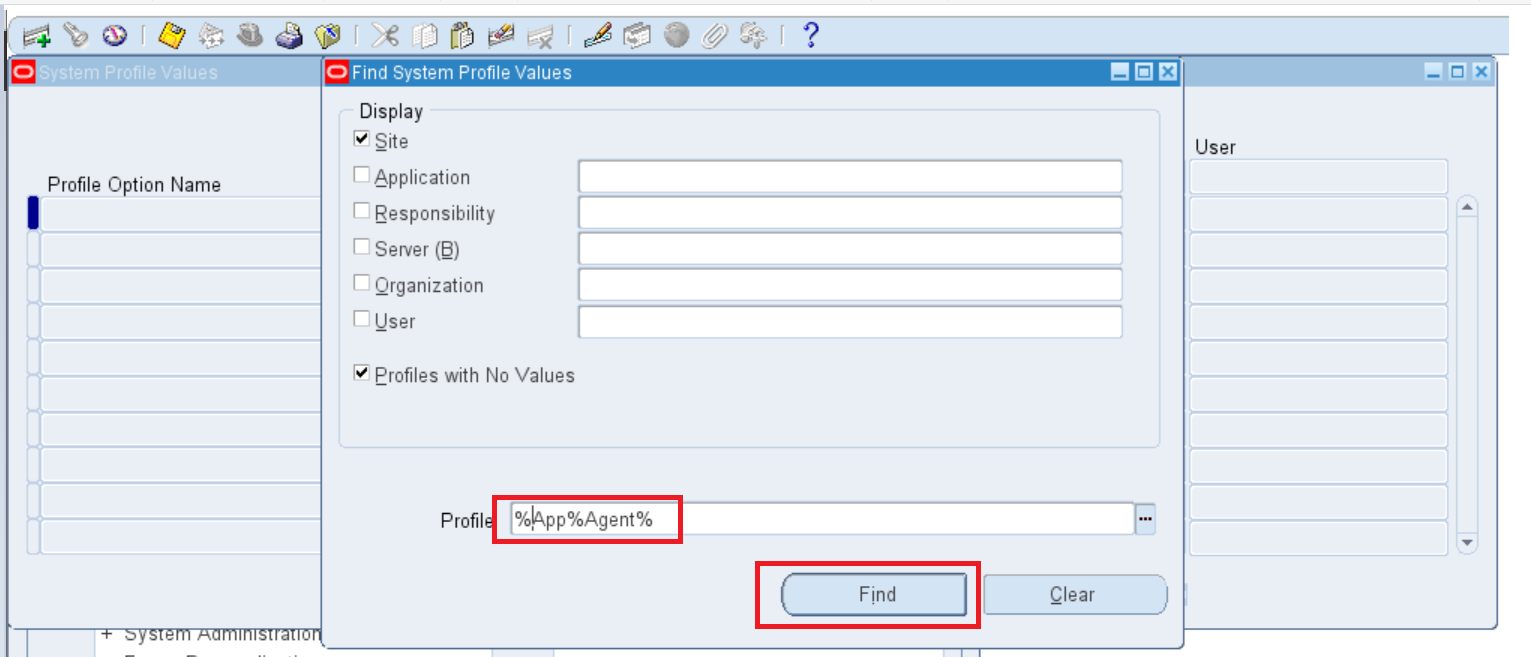 System Profile Values
Find System Profile Values
Display
Site
User
Application
Profile Option Name
Responsibility
Server (B)
Organization
User
Profiles with No Values
Profile %App%Agent%
Find Clear
+ System Administration